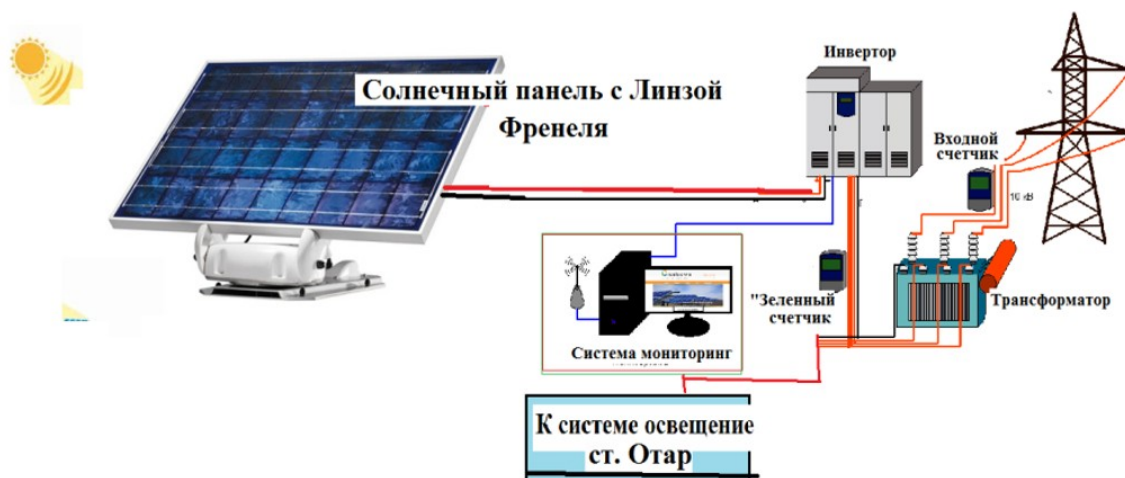 Солнечный панель с Линзой
Френеля
Инвертор
Входной
счетчик
10 кВ
"Зеленный
счетчик
Трансформатор
Система мониторинг
К системе освещение
ст. Отар